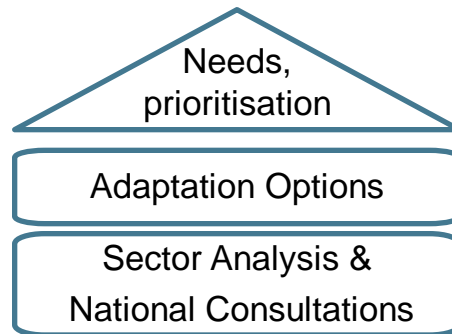 Needs,
prioritisation
Adaptation Options
Sector Analysis &
National Consultations